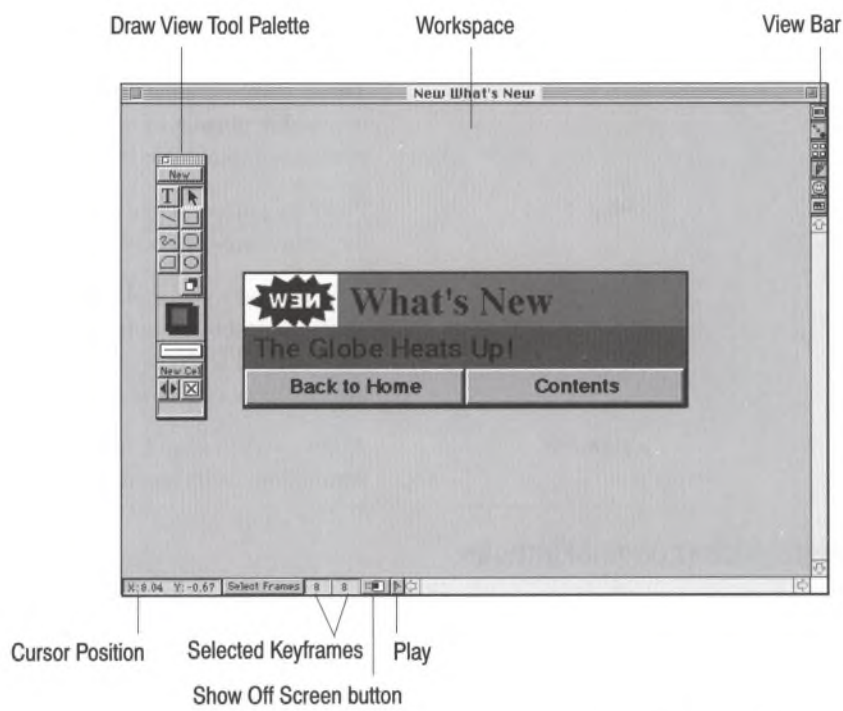 Draw View Tool Palette Workspace View Bar
New What's New
New
T
NEW What's New
The Globe Heats Up!
Back to Home Contents
New Cel
X:8.04 Y:-0.67 Select Frames 8 8
Cursor Position Selected Keyframes Play
Show Off Screen button